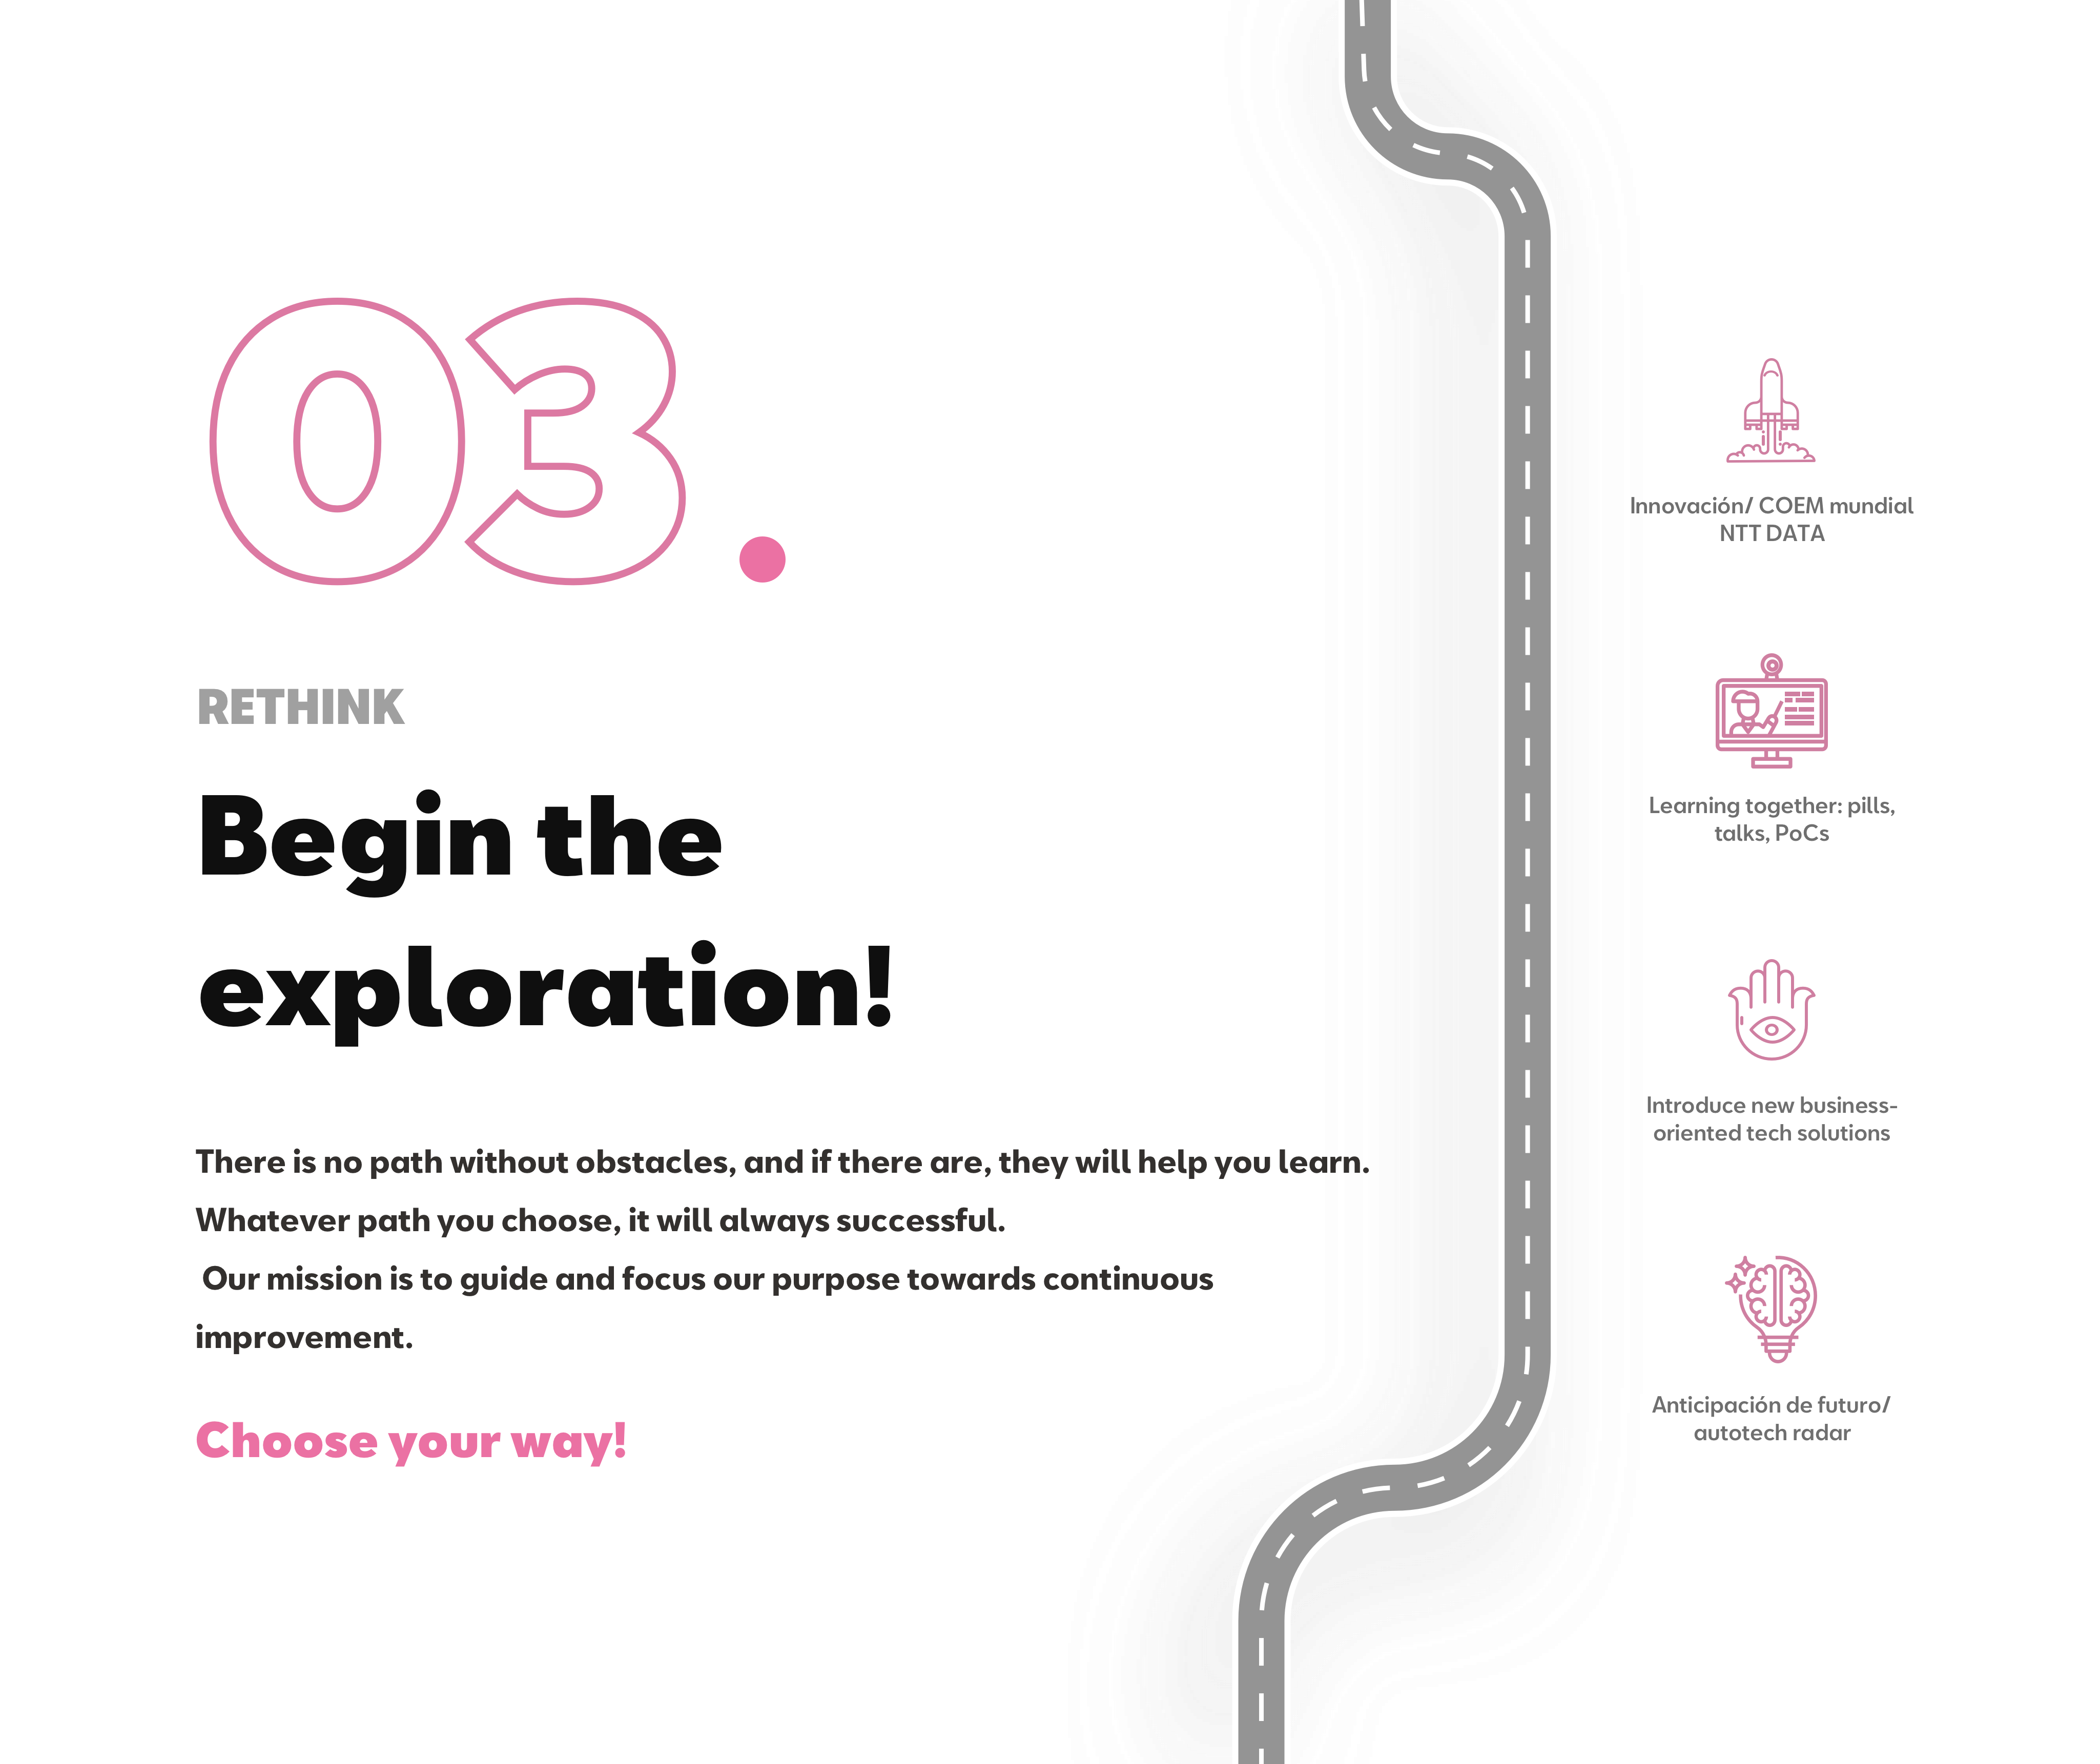 03.
RETHINK
Begin the
exploration!
There is no path without obstacles, and if there are, they will help you learn.
Whatever path you choose, it will always successful.
Our mission is to guide and focus our purpose towards continuous
improvement.
Choose your way!
Innovación/ COEM mundial
NTT DATA
Learning together: pills,
talks, PoCs
Introduce new business-
oriented tech solutions
Anticipación de futuro/
autotech radar